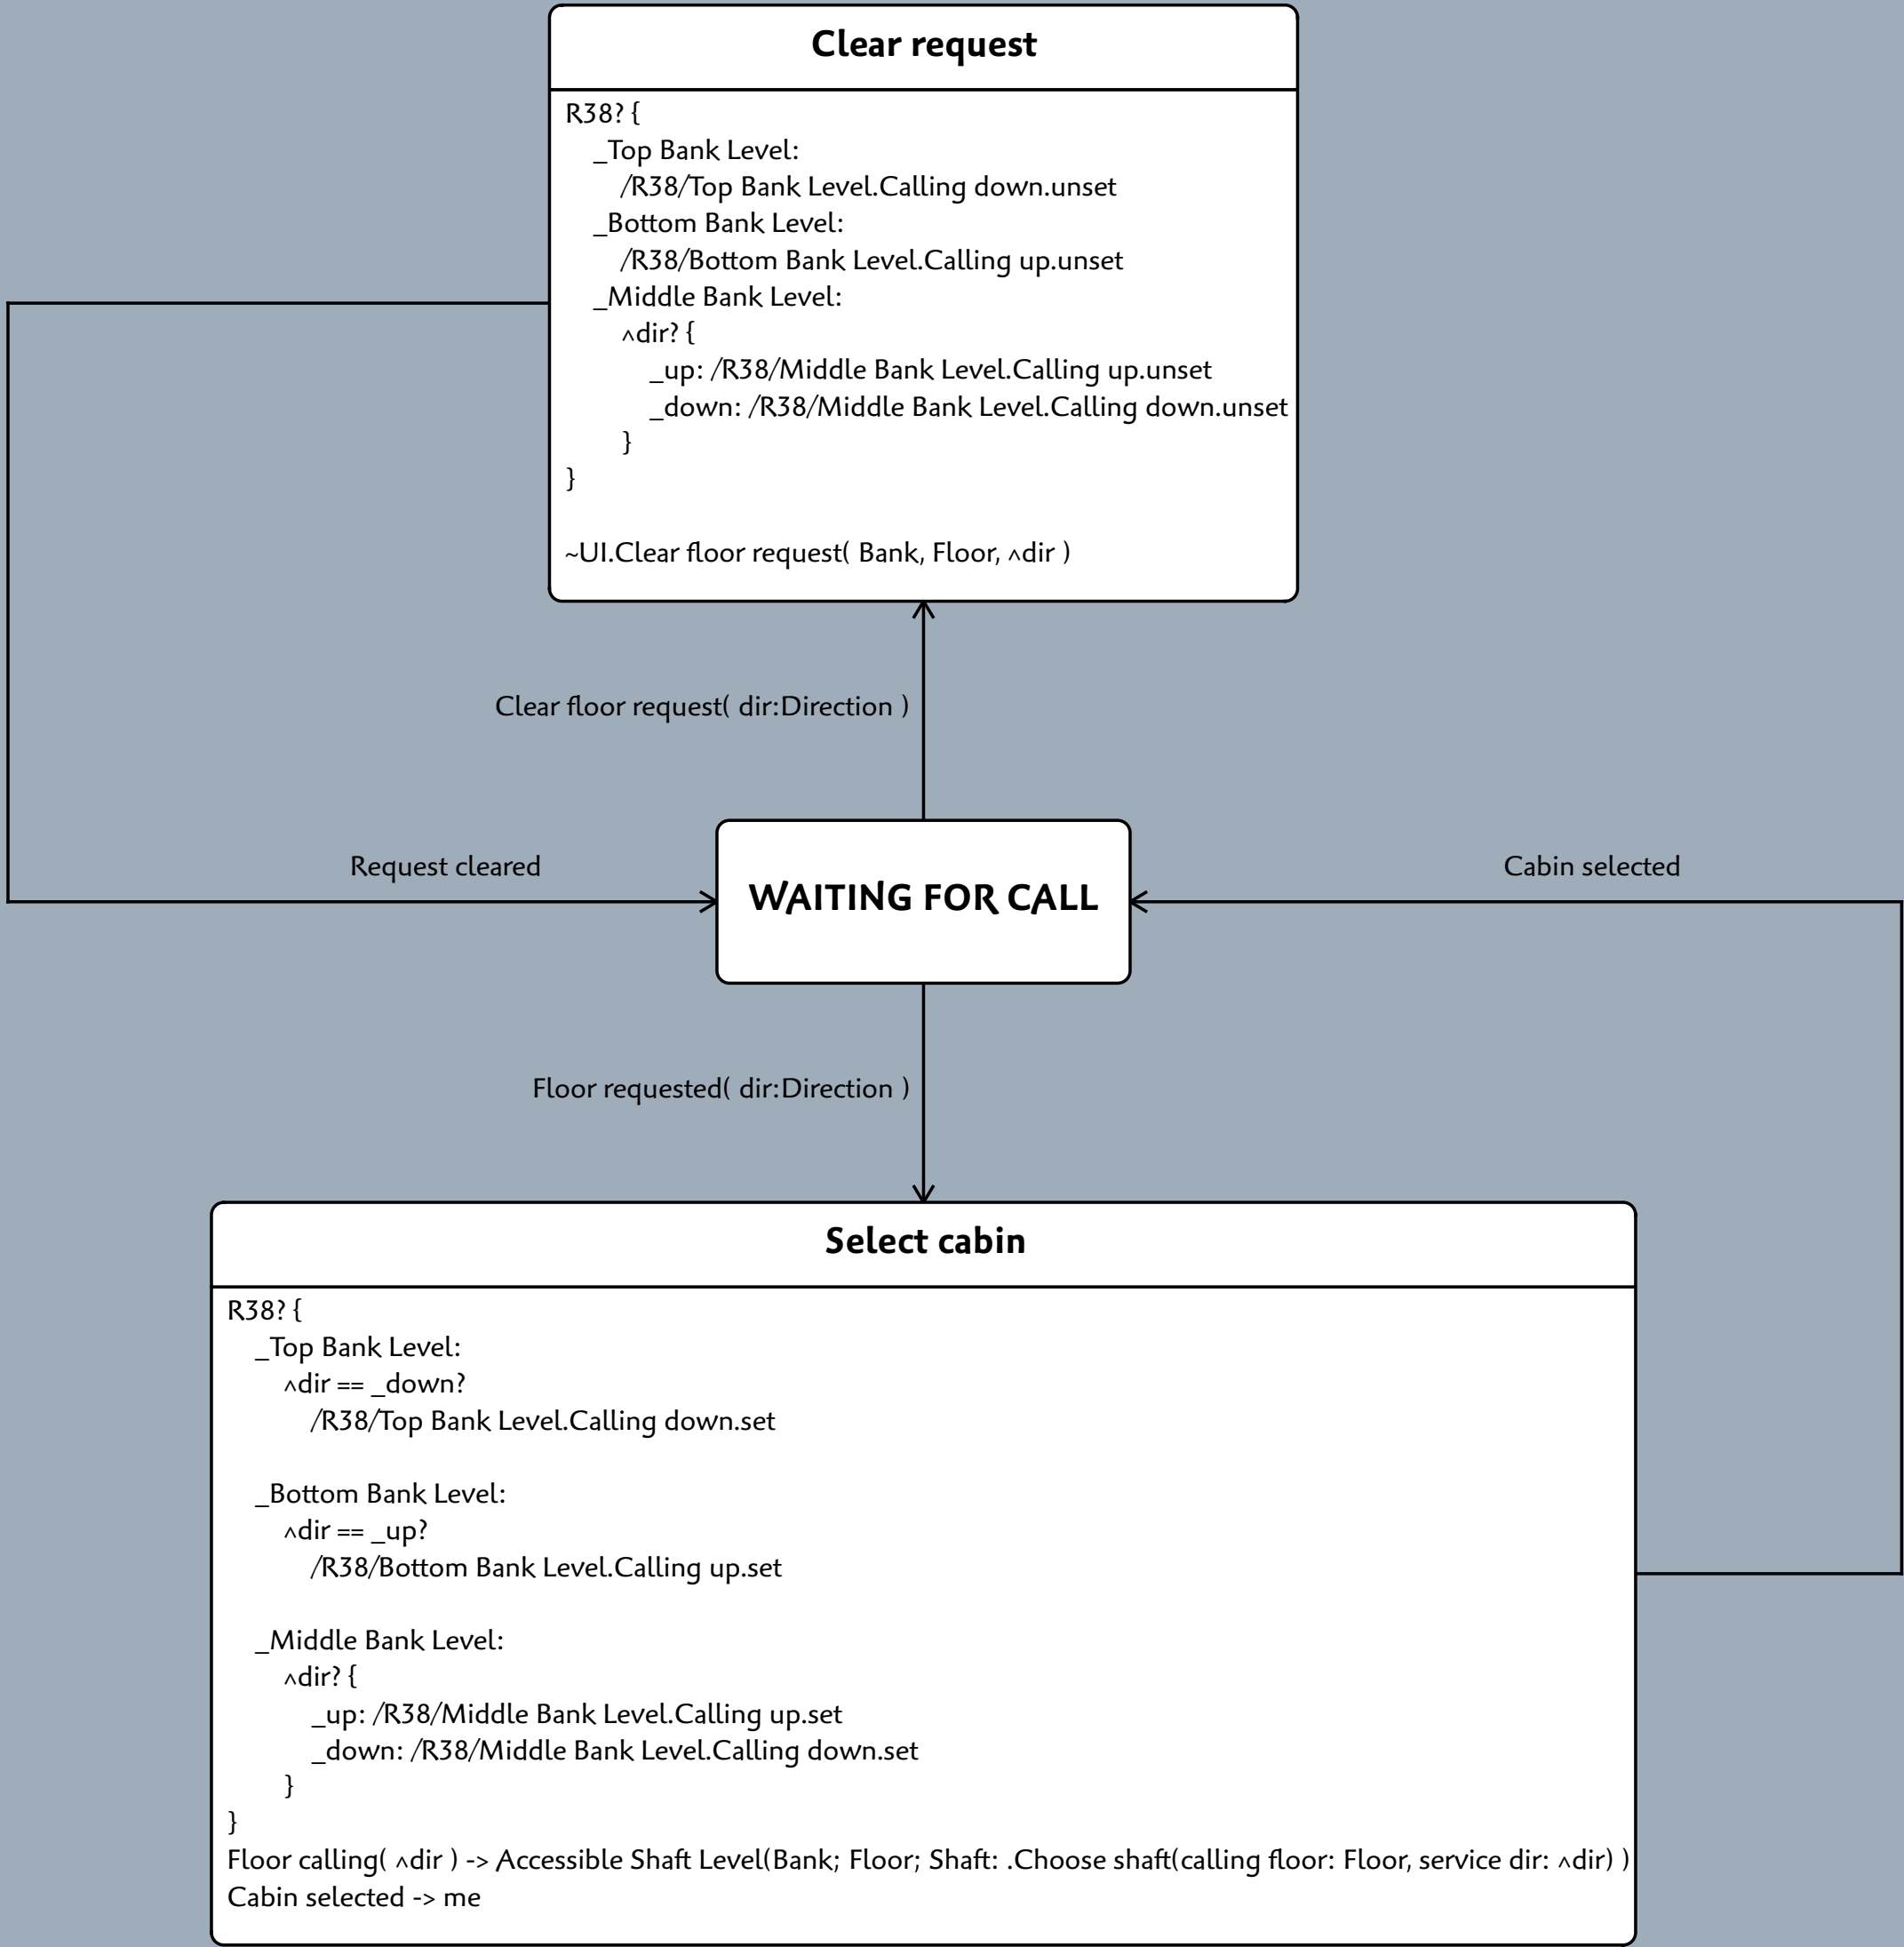 Clear request
R38? {
_Top Bank Level:
/R38/Top Bank Level.Calling down.unset
_Bottom Bank Level:
/R38/Bottom Bank Level.Calling up.unset
_Middle Bank Level:
^dir? {
_up: /R38/Middle Bank Level.Calling up.unset
_down: /R38/Middle Bank Level.Calling down.unset
}
}
~UI.Clear floor request( Bank, Floor, ^dir )
Clear floor request( dir:Direction )
Request cleared
WAITING FOR CALL
Cabin selected
Floor requested( dir:Direction )
Select cabin
R38? {
_Top Bank Level:
^dir == _down?
/R38/Top Bank Level.Calling down.set
_Bottom Bank Level:
^dir == _up?
/R38/Bottom Bank Level.Calling up.set
_Middle Bank Level:
^dir? {
_up: /R38/Middle Bank Level.Calling up.set
_down: /R38/Middle Bank Level.Calling down.set
}
}
Floor calling( ^dir ) -> Accessible Shaft Level(Bank; Floor; Shaft: .Choose shaft(calling floor: Floor, service dir: ^dir) )
Cabin selected -> me